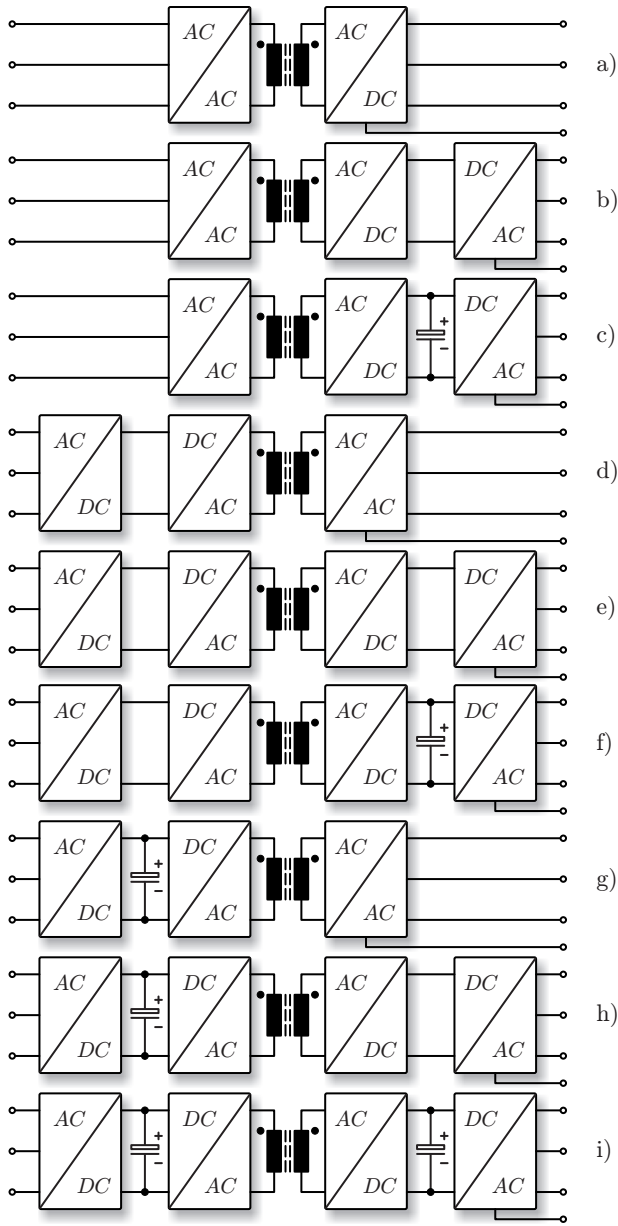 AC AC AC DC a)
AC AC AC DC DC AC b)
AC AC AC DC + − DC AC c)
AC DC DC AC AC AC d)
AC DC DC AC AC DC DC AC e)
AC DC DC AC AC DC + − DC AC f)
AC DC + − DC AC AC AC g)
AC DC + − DC AC AC DC DC AC h)
AC DC + − DC AC AC DC + − DC AC i)